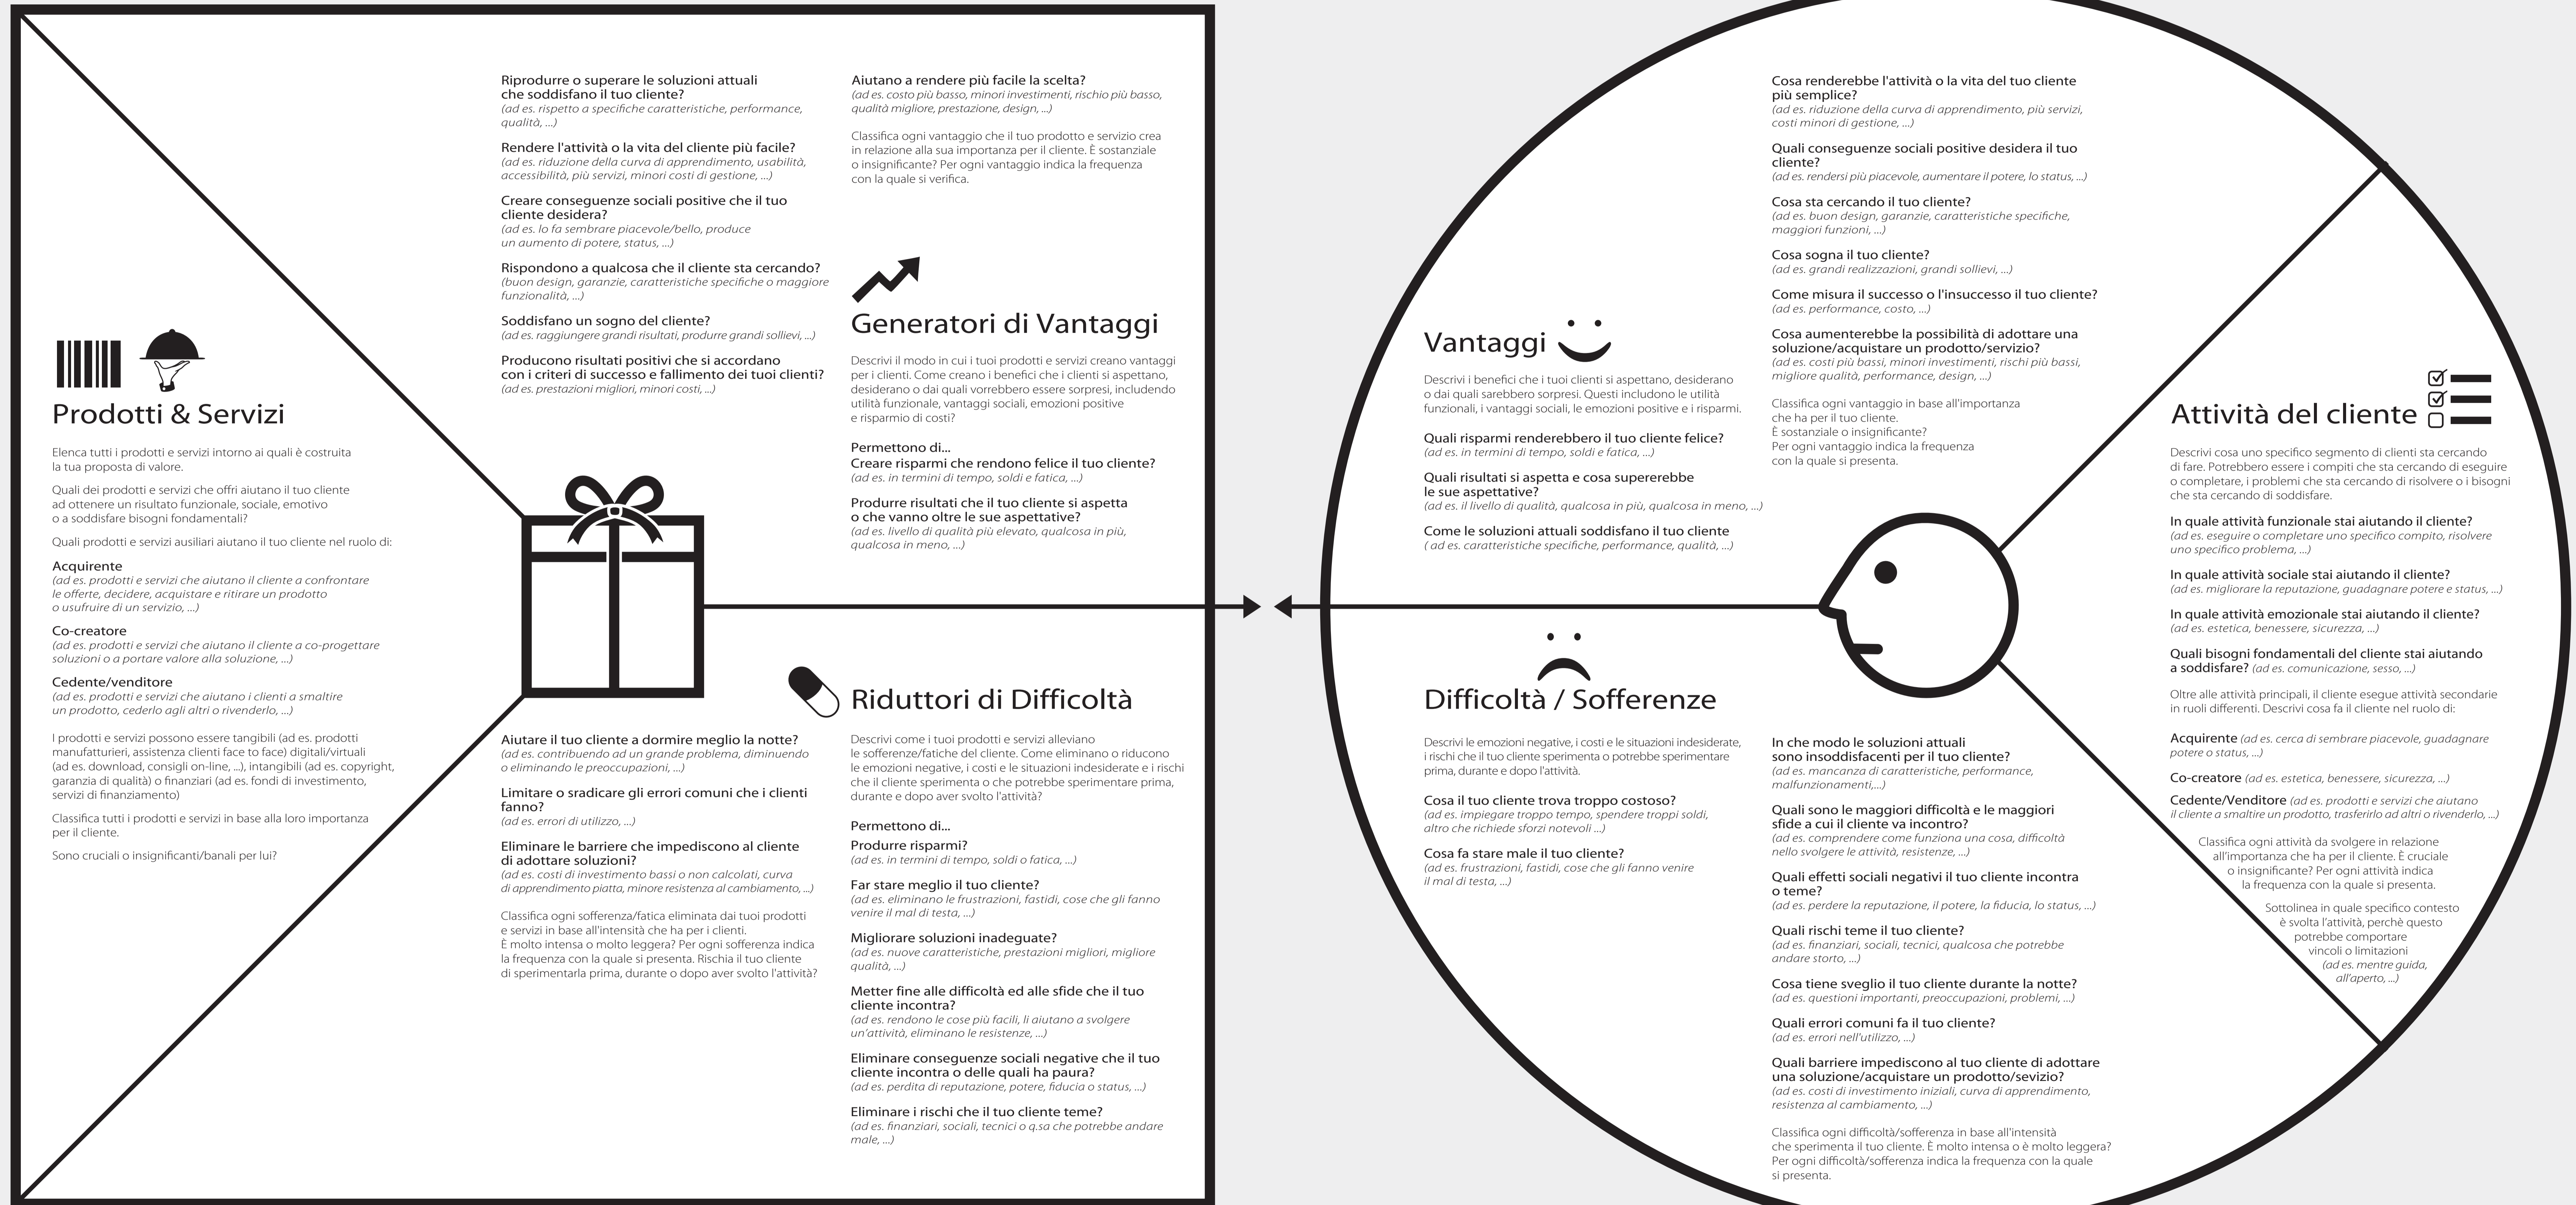 Prodotti & Servizi
Elenca tutti i prodotti e servizi intorno ai quali è costruita
la tua proposta di valore.
Quali dei prodotti e servizi che offri aiutano il tuo cliente
ad ottenere un risultato funzionale, sociale, emotivo
o a soddisfare bisogni fondamentali?
Quali prodotti e servizi ausiliari aiutano il tuo cliente nel ruolo di:
Acquirente
(ad es. prodotti e servizi che aiutano il cliente a confrontare
le offerte, decidere, acquistare e ritirare un prodotto
o usufruire di un servizio, ...)
Co-creatore
(ad es. prodotti e servizi che aiutano il cliente a co-progettare
soluzioni o a portare valore alla soluzione, ...)
Cedente/venditore
(ad es. prodotti e servizi che aiutano i clienti a smaltire
un prodotto, cederlo agli altri o rivenderlo, ...)
I prodotti e servizi possono essere tangibili (ad es. prodotti
manufatturieri, assistenza clienti face to face) digitali/virtuali
(ad es. download, consigli on-line, ...), intangibili (ad es. copyright,
garanzia di qualità) o finanziari (ad es. fondi di investimento,
servizi di finanziamento)
Classifica tutti i prodotti e servizi in base alla loro importanza
per il cliente.
Sono cruciali o insignificanti/banali per lui?
Riprodurre o superare le soluzioni attuali
che soddisfano il tuo cliente?
(ad es. rispetto a specifiche caratteristiche, performance,
qualità, ...)
Rendere l'attività o la vita del cliente più facile?
(ad es. riduzione della curva di apprendimento, usabilità,
accessibilità, più servizi, minori costi di gestione, ...)
Creare conseguenze sociali positive che il tuo
cliente desidera?
(ad es. lo fa sembrare piacevole/bello, produce
un aumento di potere, status, ...)
Rispondono a qualcosa che il cliente sta cercando?
(buon design, garanzie, caratteristiche specifiche o maggiore
funzionalità, ...)
Soddisfano un sogno del cliente?
(ad es. raggiungere grandi risultati, produrre grandi sollievi, ...)
Producono risultati positivi che si accordano
con i criteri di successo e fallimento dei tuoi clienti?
(ad es. prestazioni migliori, minori costi, ...)
Aiutano a rendere più facile la scelta?
(ad es. costo più basso, minori investimenti, rischio più basso,
qualità migliore, prestazione, design, ...)
Classifica ogni vantaggio che il tuo prodotto e servizio crea
in relazione alla sua importanza per il cliente. È sostanziale
o insignificante? Per ogni vantaggio indica la frequenza
con la quale si verifica.
Generatori di Vantaggi
Descrivi il modo in cui i tuoi prodotti e servizi creano vantaggi
per i clienti. Come creano i benefici che i clienti si aspettano,
desiderano o dai quali vorrebbero essere sorpresi, includendo
utilità funzionale, vantaggi sociali, emozioni positive
e risparmio di costi?
Permettono di...
Creare risparmi che rendono felice il tuo cliente?
(ad es. in termini di tempo, soldi e fatica, ...)
Produrre risultati che il tuo cliente si aspetta
o che vanno oltre le sue aspettative?
(ad es. livello di qualità più elevato, qualcosa in più,
qualcosa in meno, ...)
Riduttori di Difficoltà
Descrivi come i tuoi prodotti e servizi alleviano
le sofferenze/fatiche del cliente. Come eliminano o riducono
le emozioni negative, i costi e le situazioni indesiderate e i rischi
che il cliente sperimenta o che potrebbe sperimentare prima,
durante e dopo aver svolto l'attività?
Permettono di...
Produrre risparmi?
(ad es. in termini di tempo, soldi o fatica, ...)
Far stare meglio il tuo cliente?
(ad es. eliminano le frustrazioni, fastidi, cose che gli fanno
venire il mal di testa, ...)
Migliorare soluzioni inadeguate?
(ad es. nuove caratteristiche, prestazioni migliori, migliore
qualità, ...)
Metter fine alle difficoltà ed alle sfide che il tuo
cliente incontra?
(ad es. rendono le cose più facili, li aiutano a svolgere
un'attività, eliminano le resistenze, ...)
Eliminare conseguenze sociali negative che il tuo
cliente incontra o delle quali ha paura?
(ad es. perdita di reputazione, potere, fiducia o status, ...)
Eliminare i rischi che il tuo cliente teme?
(ad es. finanziari, sociali, tecnici o q.sa che potrebbe andare
male, ...)
Aiutare il tuo cliente a dormire meglio la notte?
(ad es. contribuendo ad un grande problema, diminuendo
o eliminando le preoccupazioni, ...)
Limitare o sradicare gli errori comuni che i clienti
fanno?
(ad es. errori di utilizzo, ...)
Eliminare le barriere che impediscono al cliente
di adottare soluzioni?
(ad es. costi di investimento bassi o non calcolati, curva
di apprendimento piatta, minore resistenza al cambiamento, ...)
Classifica ogni sofferenza/fatica eliminata dai tuoi prodotti
e servizi in base all'intensità che ha per i clienti.
È molto intensa o molto leggera? Per ogni sofferenza indica
la frequenza con la quale si presenta. Rischia il tuo cliente
di sperimentarla prima, durante o dopo aver svolto l'attività?
Vantaggi
Descrivi i benefici che i tuoi clienti si aspettano, desiderano
o dai quali sarebbero sorpresi. Questi includono le utilità
funzionali, i vantaggi sociali, le emozioni positive e i risparmi.
Quali risparmi renderebbero il tuo cliente felice?
(ad es. in termini di tempo, soldi e fatica, ...)
Quali risultati si aspetta e cosa supererebbe
le sue aspettative?
(ad es. il livello di qualità, qualcosa in più, qualcosa in meno, ...)
Come le soluzioni attuali soddisfano il tuo cliente
( ad es. caratteristiche specifiche, performance, qualità, ...)
Cosa renderebbe l'attività o la vita del tuo cliente
più semplice?
(ad es. riduzione della curva di apprendimento, più servizi,
costi minori di gestione, ...)
Quali conseguenze sociali positive desidera il tuo
cliente?
(ad es. rendersi più piacevole, aumentare il potere, lo status, ...)
Cosa sta cercando il tuo cliente?
(ad es. buon design, garanzie, caratteristiche specifiche,
maggiori funzioni, ...)
Cosa sogna il tuo cliente?
(ad es. grandi realizzazioni, grandi sollievi, ...)
Come misura il successo o l'insuccesso il tuo cliente?
(ad es. performance, costo, ...)
Cosa aumenterebbe la possibilità di adottare una
soluzione/acquistare un prodotto/servizio?
(ad es. costi più bassi, minori investimenti, rischi più bassi,
migliore qualità, performance, design, ...)
Classifica ogni vantaggio in base all'importanza
che ha per il tuo cliente.
È sostanziale o insignificante?
Per ogni vantaggio indica la frequenza
con la quale si presenta.
Difficoltà / Sofferenze
Descrivi le emozioni negative, i costi e le situazioni indesiderate,
i rischi che il tuo cliente sperimenta o potrebbe sperimentare
prima, durante e dopo l'attività.
Cosa il tuo cliente trova troppo costoso?
(ad es. impiegare troppo tempo, spendere troppi soldi,
altro che richiede sforzi notevoli ...)
Cosa fa stare male il tuo cliente?
(ad es. frustrazioni, fastidi, cose che gli fanno venire
il mal di testa, ...)
In che modo le soluzioni attuali
sono insoddisfacenti per il tuo cliente?
(ad es. mancanza di caratteristiche, performance,
malfunzionamenti,...)
Quali sono le maggiori difficoltà e le maggiori
sfide a cui il cliente va incontro?
(ad es. comprendere come funziona una cosa, difficoltà
nello svolgere le attività, resistenze, ...)
Quali effetti sociali negativi il tuo cliente incontra
o teme?
(ad es. perdere la reputazione, il potere, la fiducia, lo status, ...)
Quali rischi teme il tuo cliente?
(ad es. finanziari, sociali, tecnici, qualcosa che potrebbe
andare storto, ...)
Cosa tiene sveglio il tuo cliente durante la notte?
(ad es. questioni importanti, preoccupazioni, problemi, ...)
Quali errori comuni fa il tuo cliente?
(ad es. errori nell'utilizzo, ...)
Quali barriere impediscono al tuo cliente di adottare
una soluzione/acquistare un prodotto/sevizio?
(ad es. costi di investimento iniziali, curva di apprendimento,
resistenza al cambiamento, ...)
Classifica ogni difficoltà/sofferenza in base all'intensità
che sperimenta il tuo cliente. È molto intensa o è molto leggera?
Per ogni difficoltà/sofferenza indica la frequenza con la quale
si presenta.
Attività del cliente
Descrivi cosa uno specifico segmento di clienti sta cercando
di fare. Potrebbero essere i compiti che sta cercando di eseguire
o completare, i problemi che sta cercando di risolvere o i bisogni
che sta cercando di soddisfare.
In quale attività funzionale stai aiutando il cliente?
(ad es. eseguire o completare uno specifico compito, risolvere
uno specifico problema, ...)
In quale attività sociale stai aiutando il cliente?
(ad es. migliorare la reputazione, guadagnare potere e status, ...)
In quale attività emozionale stai aiutando il cliente?
(ad es. estetica, benessere, sicurezza, ...)
Quali bisogni fondamentali del cliente stai aiutando
a soddisfare? (ad es. comunicazione, sesso, ...)
Oltre alle attività principali, il cliente esegue attività secondarie
in ruoli differenti. Descrivi cosa fa il cliente nel ruolo di:
Acquirente (ad es. cerca di sembrare piacevole, guadagnare
potere o status, ...)
Co-creatore (ad es. estetica, benessere, sicurezza, ...)
Cedente/Venditore (ad es. prodotti e servizi che aiutano
il cliente a smaltire un prodotto, trasferirlo ad altri o rivenderlo, ...)
Classifica ogni attività da svolgere in relazione
all'importanza che ha per il cliente. È cruciale
o insignificante? Per ogni attività indica
la frequenza con la quale si presenta.
Sottolinea in quale specifico contesto
è svolta l'attività, perchè questo
potrebbe comportare
vincoli o limitazioni
(ad es. mentre guida,
all'aperto, ...)